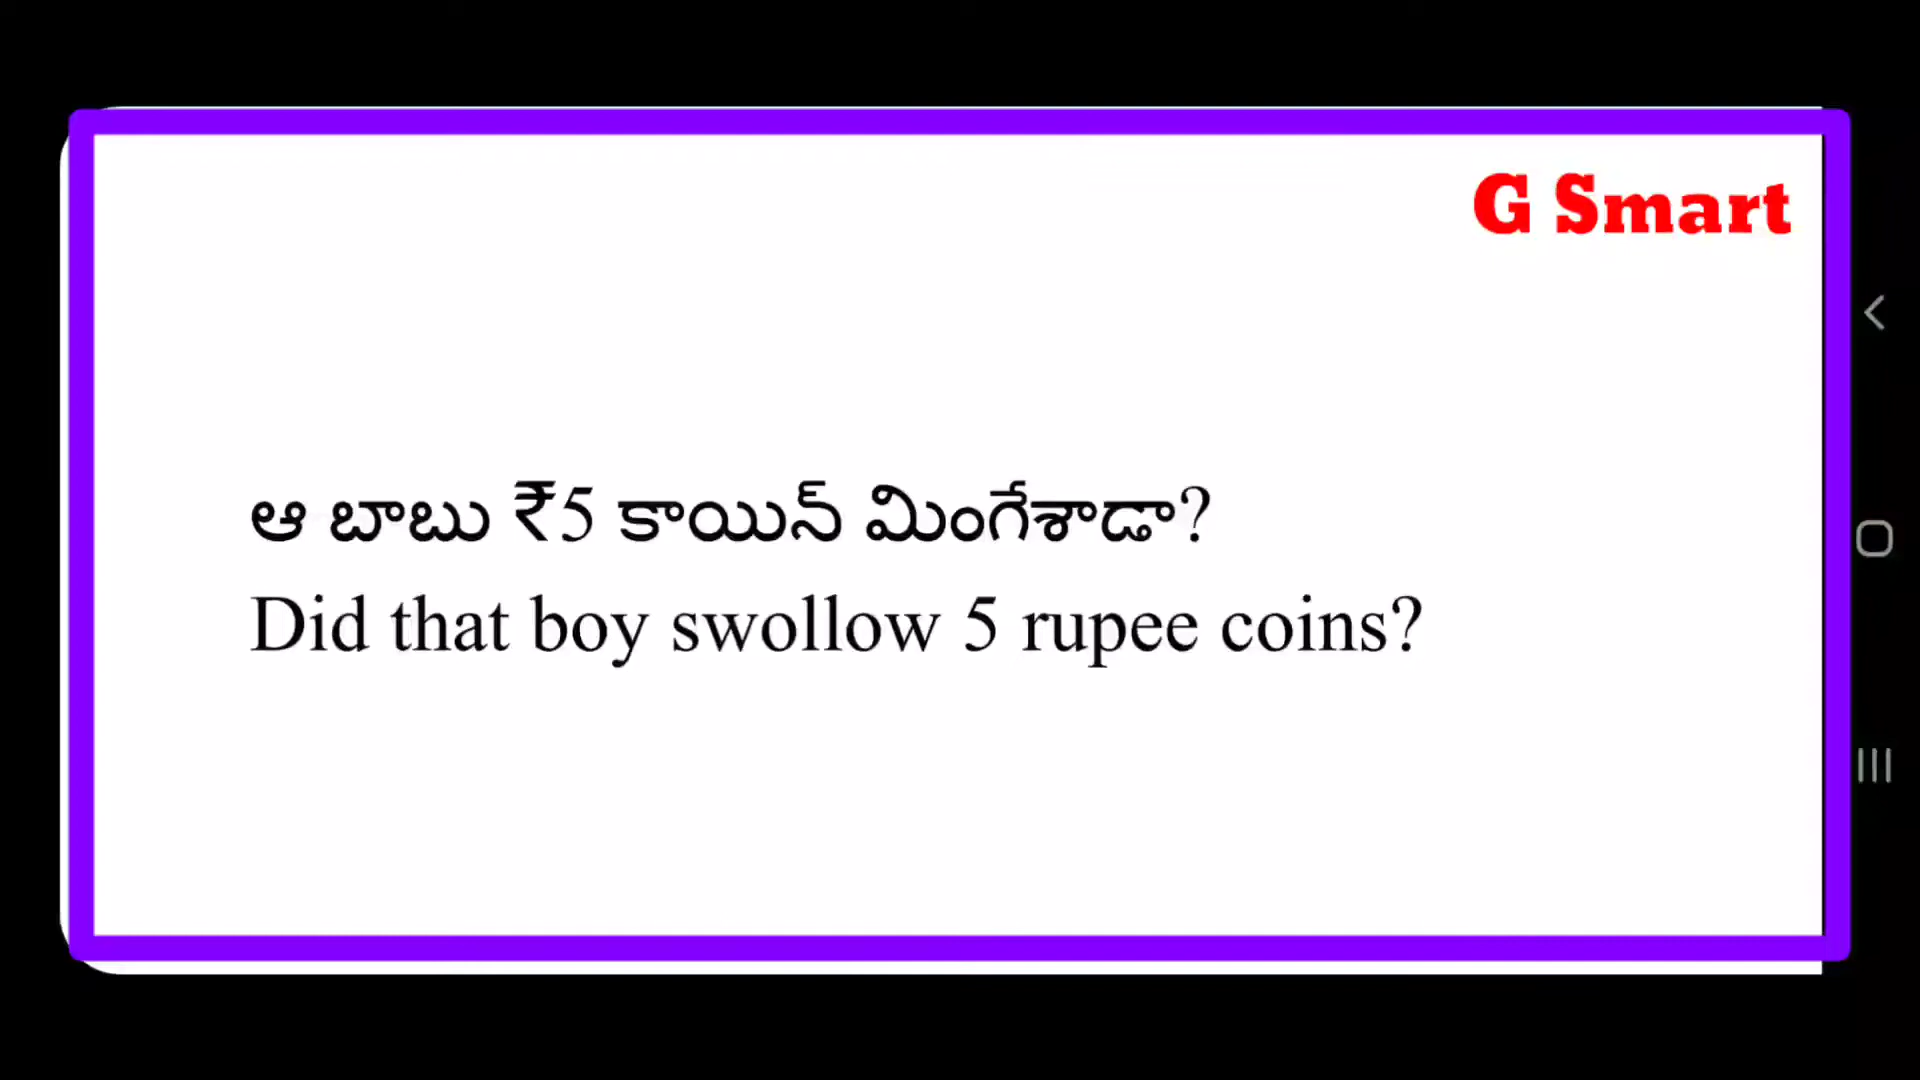 G Smart
ఆ బాబు ₹5 కాయిన్ మింగేశాడా?
Did that boy swollow 5 rupee coins?